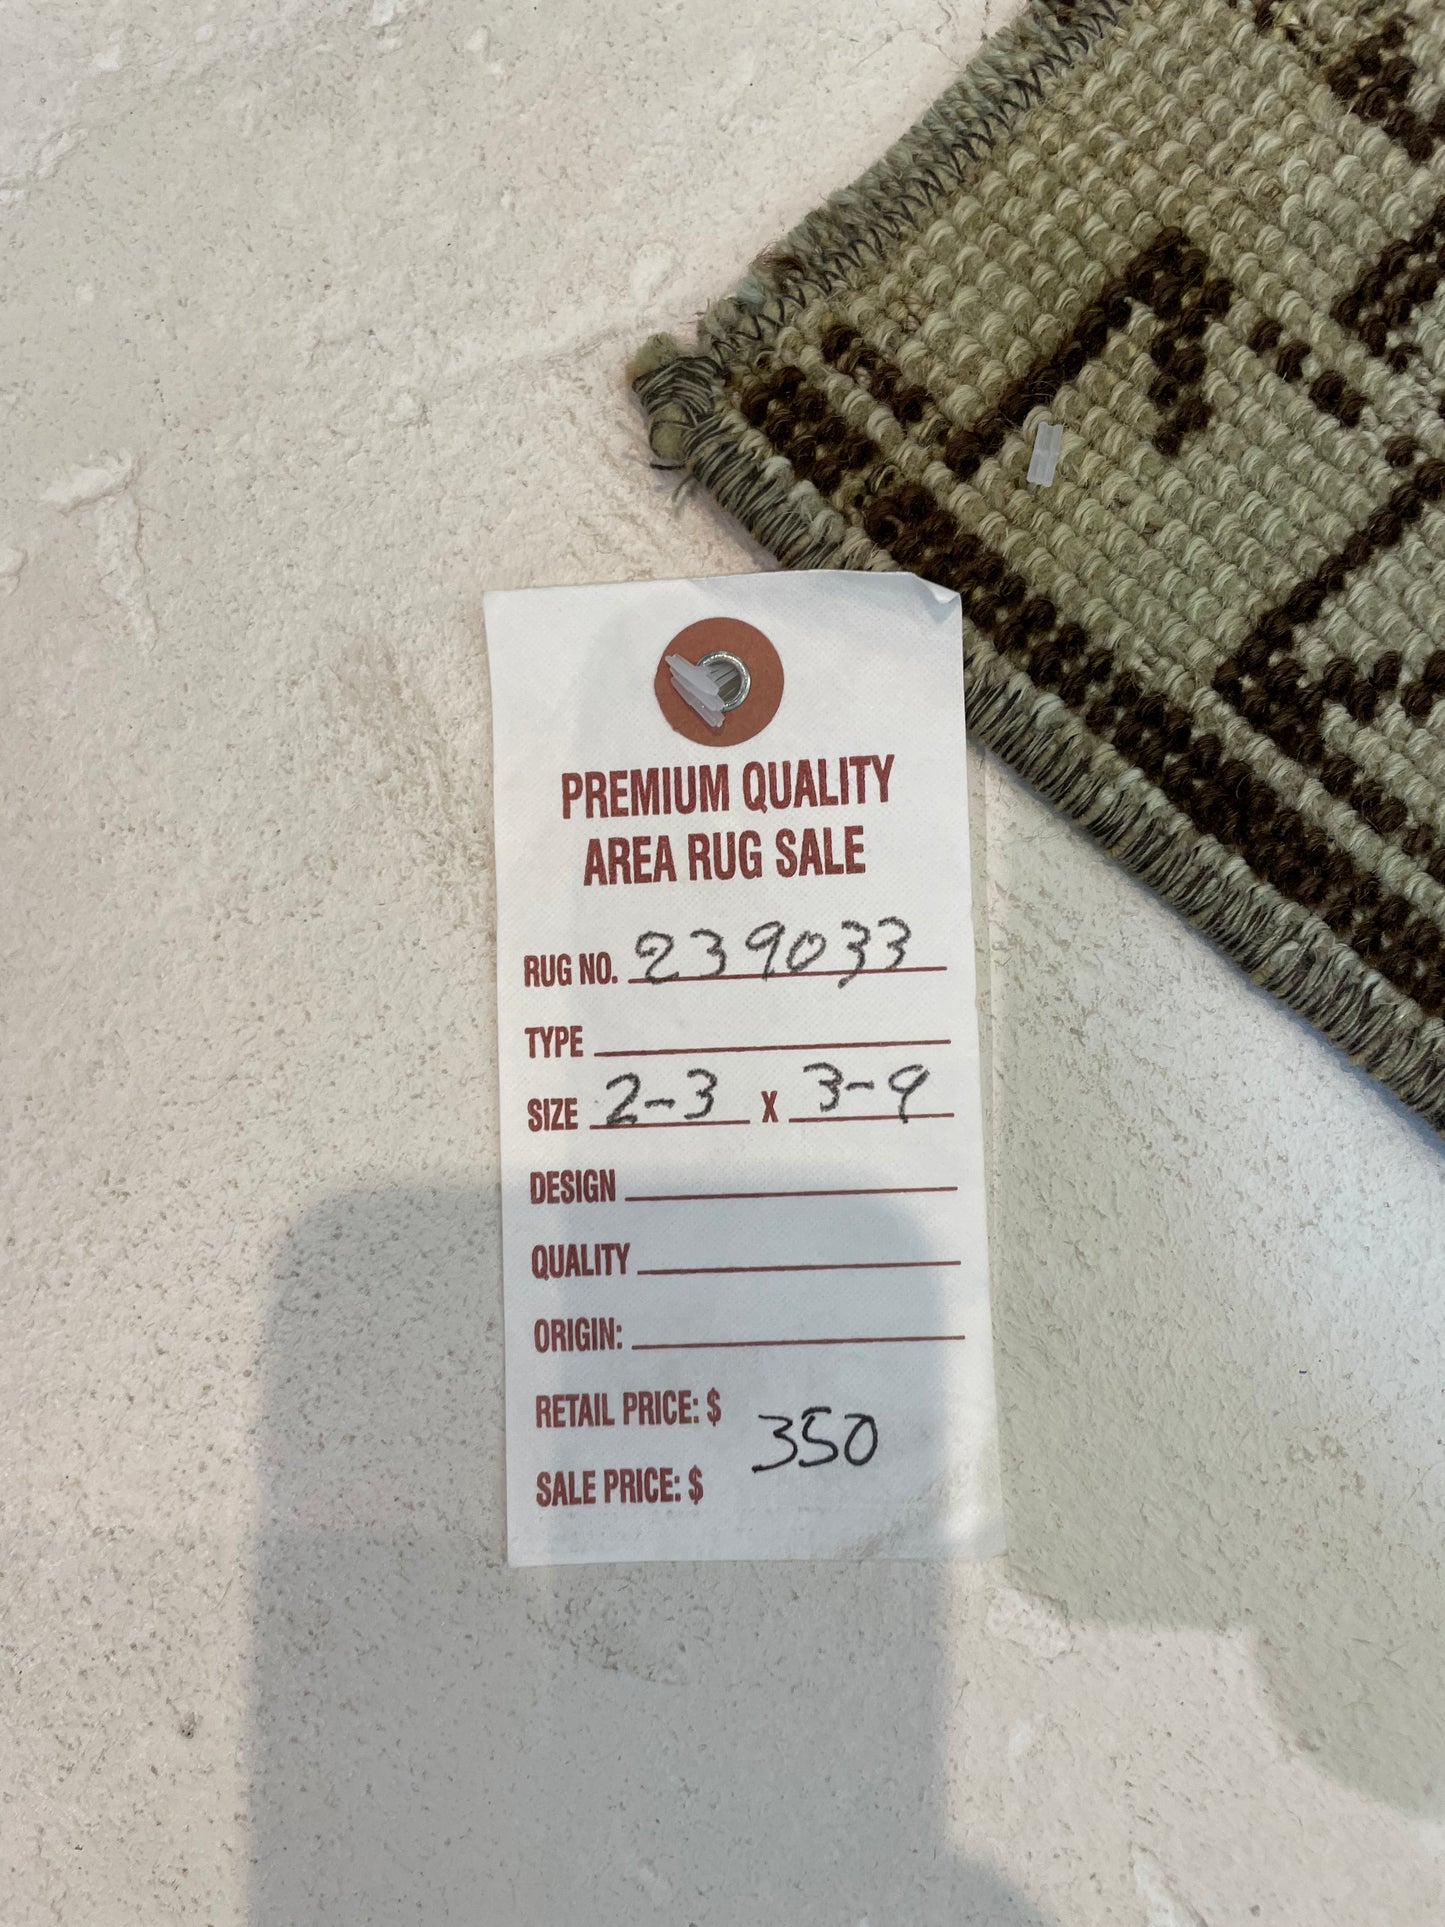 PREMIUM QUALITY
AREA RUG SALE
RUG NO. 239033
TYPE
SIZE 2-3 X 3-9
DESIGN
QUALITY
ORIGIN:
RETAIL PRICE: $
350
SALE PRICE: $